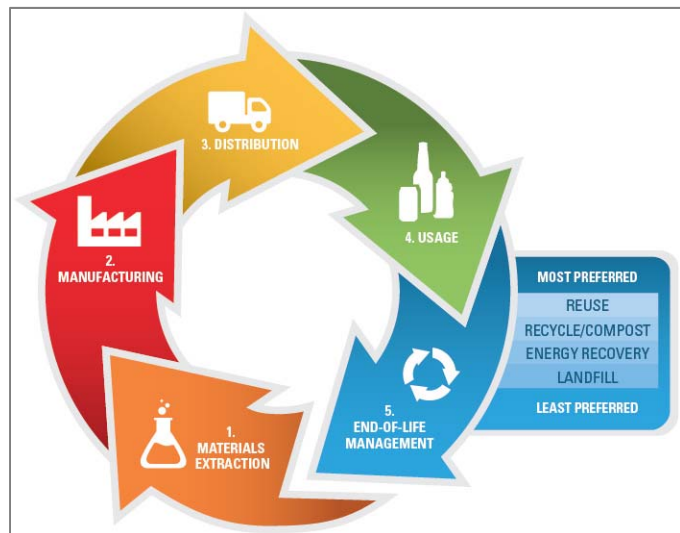 1.
MATERIALS
EXTRACTION
2.
MANUFACTURING
3. DISTRIBUTION
4. USAGE
5.
END-OF-LIFE
MANAGEMENT
MOST PREFERRED
REUSE
RECYCLE/COMPOST
ENERGY RECOVERY
LANDFILL
LEAST PREFERRED